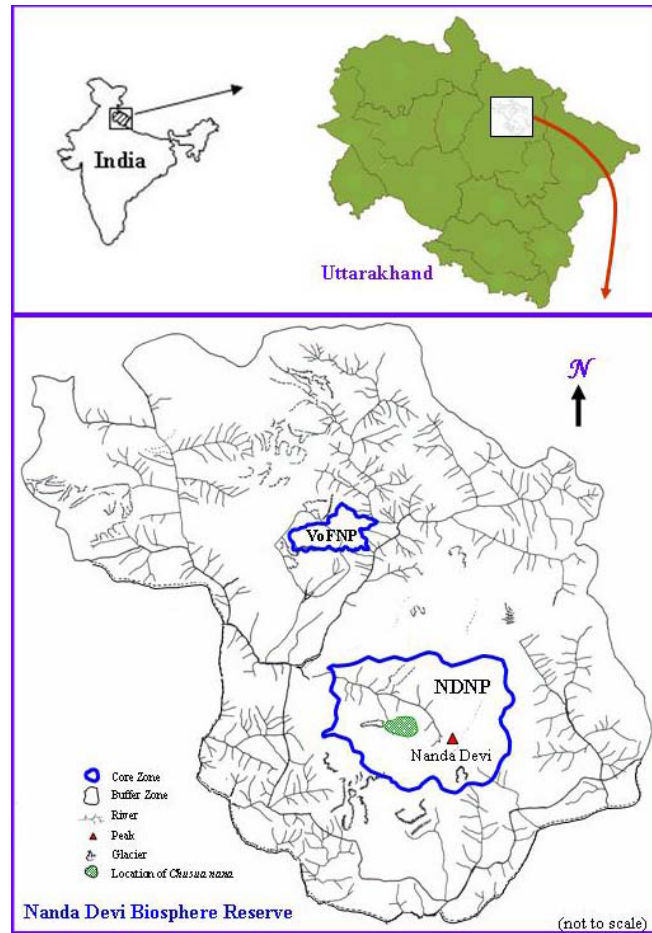 India
Uttarakhand
N
VoFNP
NDNP
Nanda Devi
Core Zone
Buffer Zone
River
Peak
Glacier
Location of Chusua nana
Nanda Devi Biosphere Reserve
(not to scale)